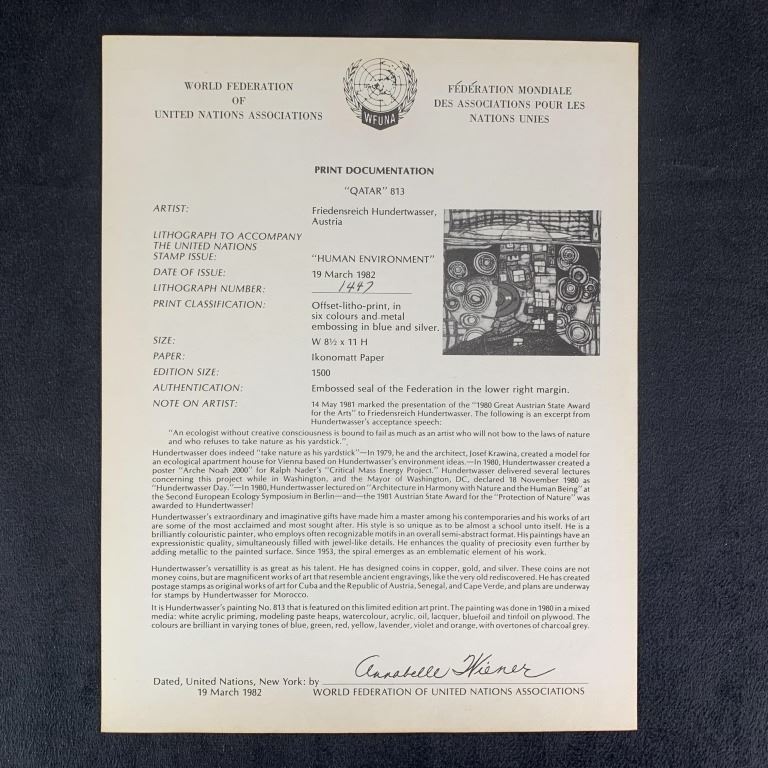 WORLD FEDERATION
OF
UNITED NATIONS ASSOCIATIONS
WFUNA
FÉDÉRATION MONDIALE
DES ASSOCIATIONS POUR LES
NATIONS UNIES
PRINT DOCUMENTATION
"QATAR" 813
ARTIST: Friedensreich Hundertwasser,
Austria
LITHOGRAPH TO ACCOMPANY
THE UNITED NATIONS
STAMP ISSUE: "HUMAN ENVIRONMENT"
DATE OF ISSUE: 19 March 1982
LITHOGRAPH NUMBER: 1447
PRINT CLASSIFICATION: Offset-litho-print, in
six colours and metal
embossing in blue and silver.
SIZE: W 8½ x 11 H
PAPER: Ikonomatt Paper
EDITION SIZE: 1500
AUTHENTICATION: Embossed seal of the Federation in the lower right margin.
NOTE ON ARTIST: 14 May 1981 marked the presentation of the "1980 Great Austrian State Award
for the Arts" to Friedensreich Hundertwasser. The following is an excerpt from
Hundertwasser's acceptance speech:
"An ecologist without creative consciousness is bound to fail as much as an artist who will not bow to the laws of nature
and who refuses to take nature as his yardstick.",
Hundertwasser does indeed "take nature as his yardstick"—In 1979, he and the architect, Josef Krawina, created a model for
an ecological apartment house for Vienna based on Hundertwasser's environment ideas.—In 1980, Hundertwasser created a
poster "Arche Noah 2000" for Ralph Nader's "Critical Mass Energy Project." Hundertwasser delivered several lectures
concerning this project while in Washington, and the Mayor of Washington, DC, declared 18 November 1980 as
"Hundertwasser Day."—In 1980, Hundertwasser lectured on "Architecture in Harmony with Nature and the Human Being" at
the Second European Ecology Symposium in Berlin—and—the 1981 Austrian State Award for the "Protection of Nature" was
awarded to Hundertwasser!
Hundertwasser's extraordinary and imaginative gifts have made him a master among his contemporaries and his works of art
are some of the most acclaimed and most sought after. His style is so unique as to be almost a school unto itself. He is a
brilliantly colouristic painter, who employs often recognizable motifs in an overall semi-abstract format. His paintings have an
expressionistic quality, simultaneously filled with jewel-like details. He enhances the quality of preciosity even further by
adding metallic to the painted surface. Since 1953, the spiral emerges as an emblematic element of his work.
Hundertwasser's versatillity is as great as his talent. He has designed coins in copper, gold, and silver. These coins are not
money coins, but are magnificent works of art that resemble ancient engravings, like the very old rediscovered. He has created
postage stamps as original works of art for Cuba and the Republic of Austria, Senegal, and Cape Verde, and plans are underway
for stamps by Hundertwasser for Morocco.
It is Hundertwasser's painting No. 813 that is featured on this limited edition art print. The painting was done in 1980 in a mixed
media: white acrylic priming, modeling paste heaps, watercolour, acrylic, oil, lacquer, bluefoil and tinfoil on plywood. The
colours are brilliant in varying tones of blue, green, red, yellow, lavender, violet and orange, with overtones of charcoal grey.
Annabelle Wiener
Dated, United Nations, New York: by
19 March 1982 WORLD FEDERATION OF UNITED NATIONS ASSOCIATIONS